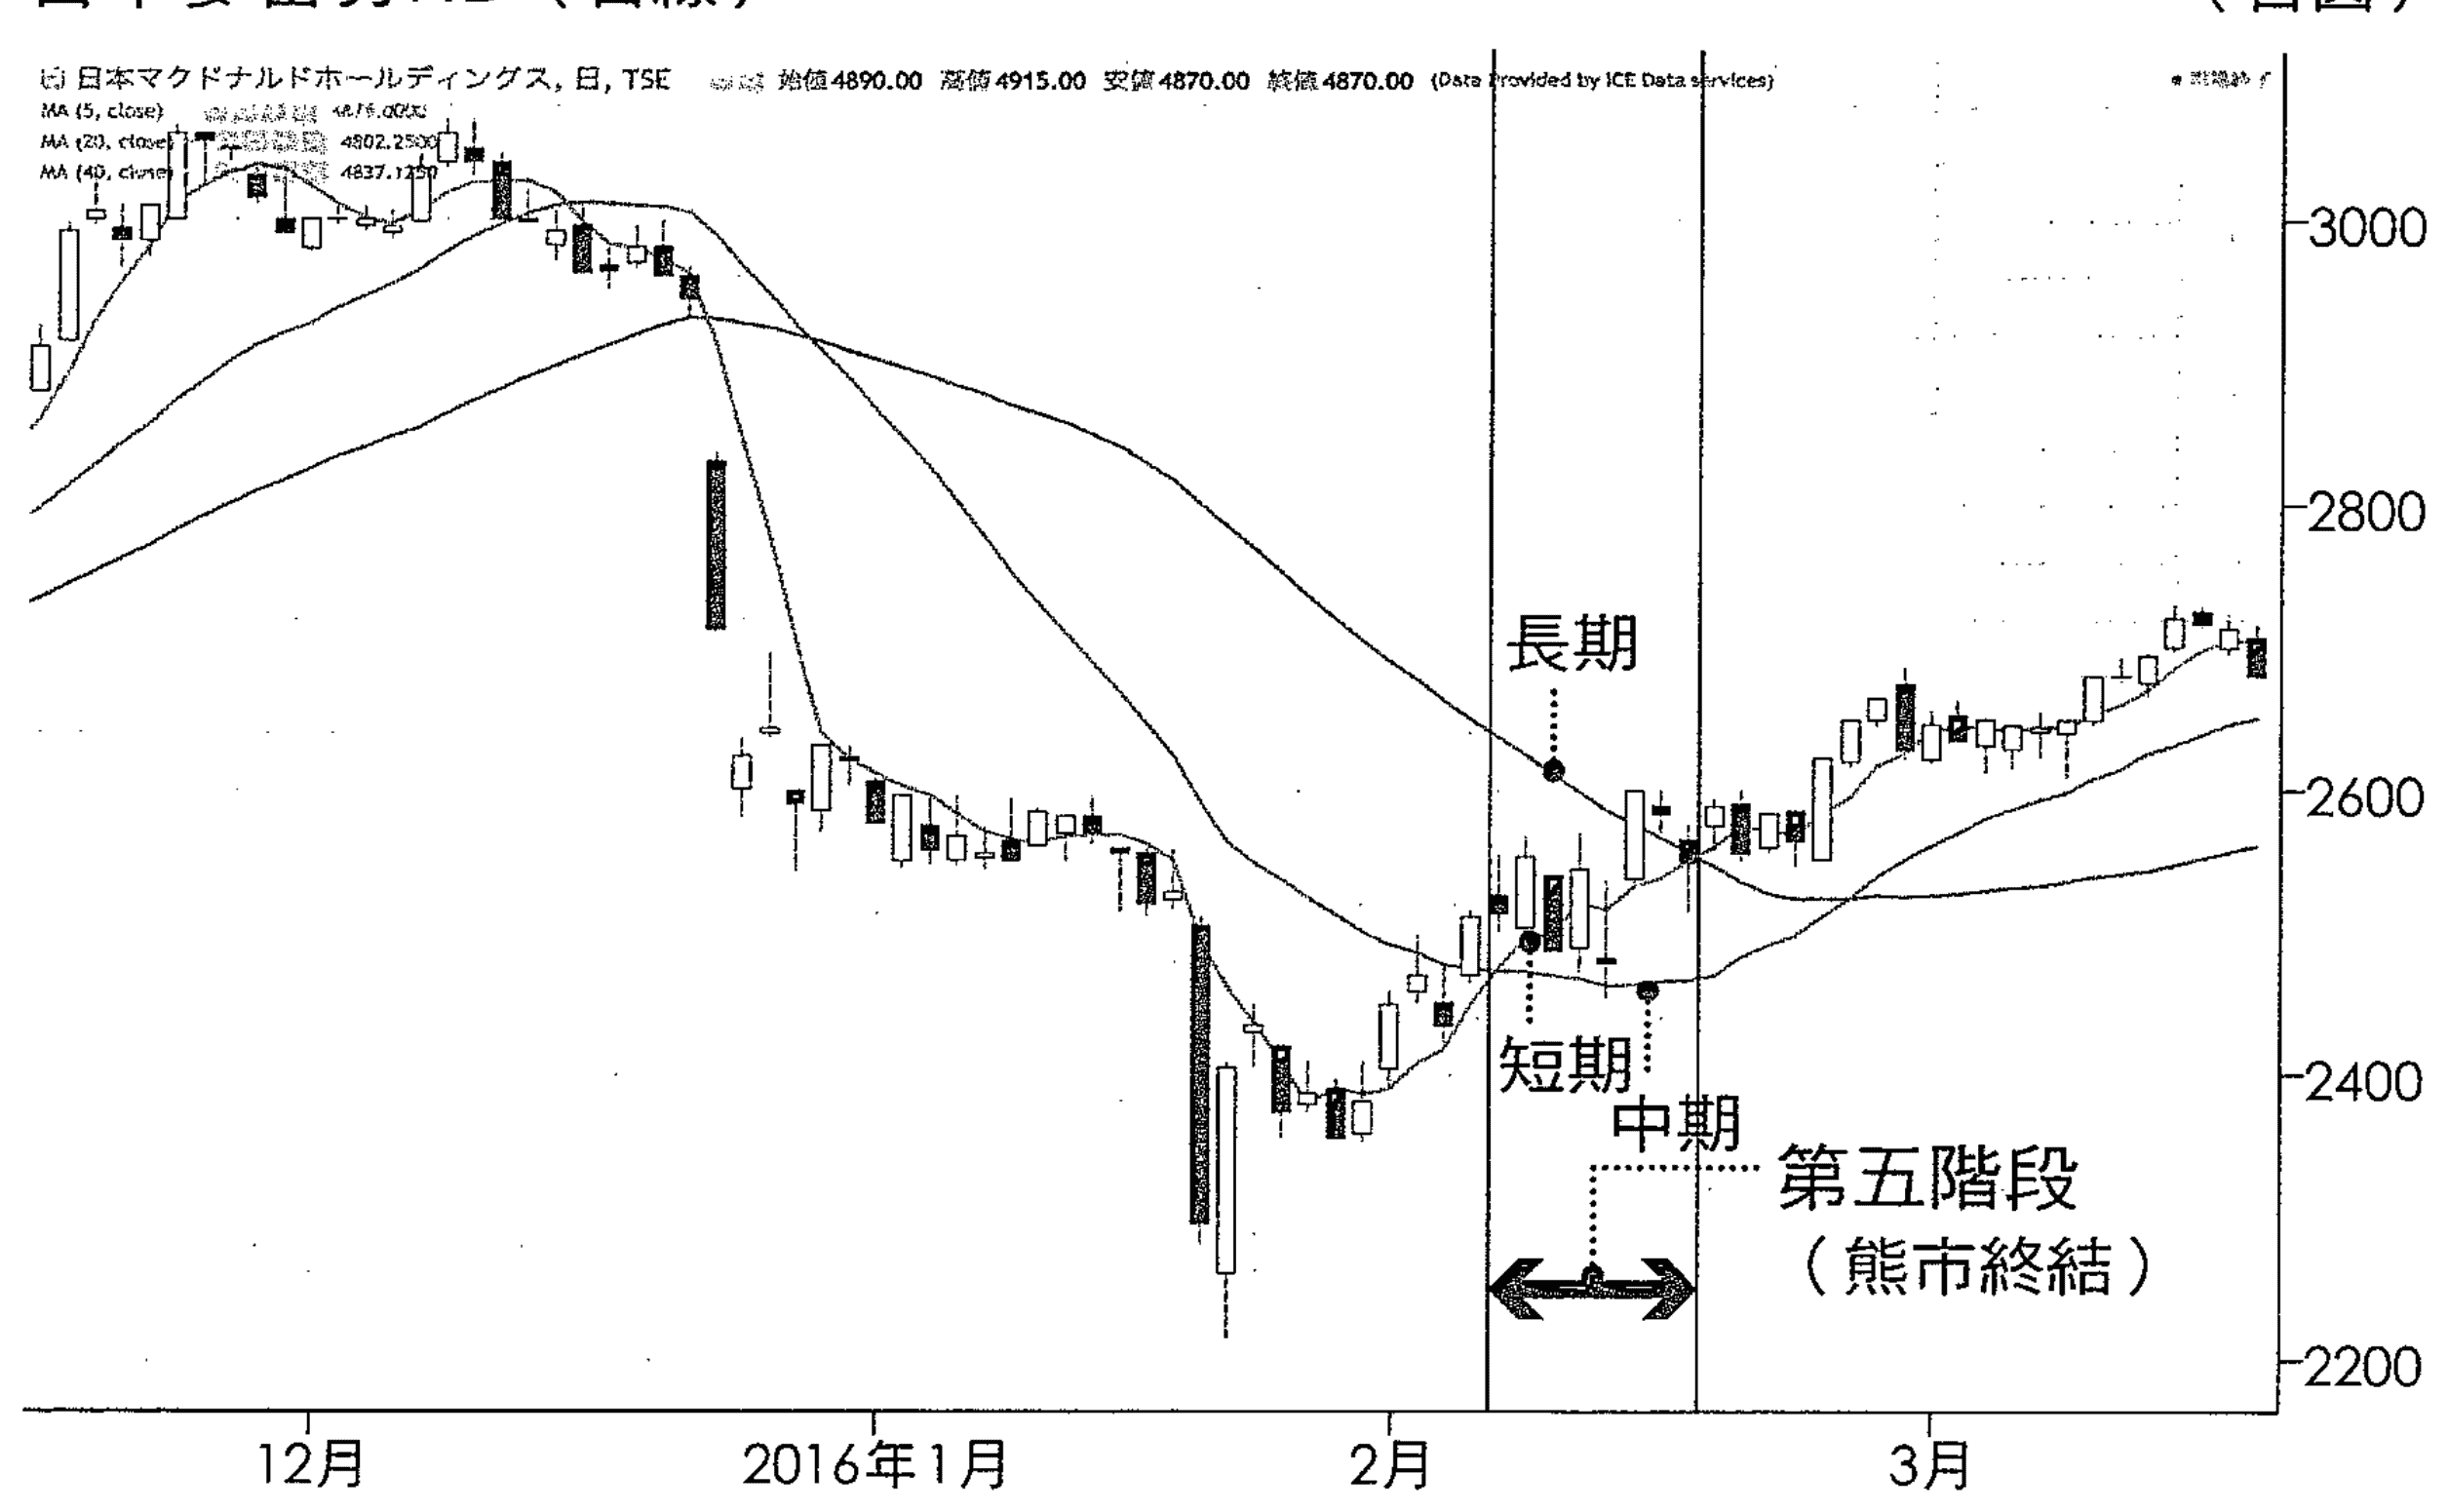 日本マクドナルドホールディングス, 日, TSE 始値4890.00 高値4915.00 安値4870.00 終値4870.00 (Data Provided by ICE Data services)
MA (5, close)
MA (20, close) 4802.2500
MA (40, close) 4837.1250
3000
2800
長期
2600
短期
2400
中期
第五階段
（熊市終結）
2200
12月 2016年1月 2月 3月